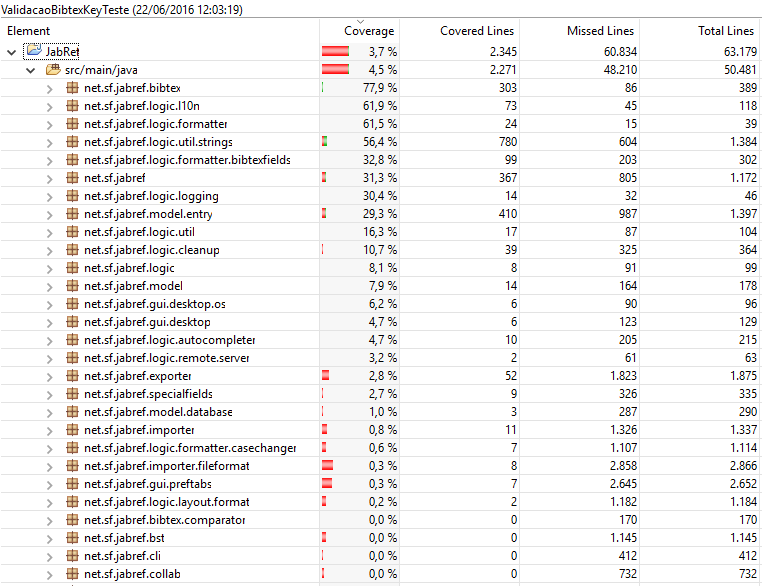 ValidacaoBibtexKeyTeste (22/06/2016 12:03:19)
Element Coverage Covered Lines Missed Lines Total Lines
JabRef 3,7 % 2.345 60.834 63.179
src/main/java 4,5 % 2.271 48.210 50.481
net.sf.jabref.bibtex 77,9 % 303 86 389
net.sf.jabref.logic.l10n 61,9 % 73 45 118
net.sf.jabref.logic.formatter 61,5 % 24 15 39
net.sf.jabref.logic.util.strings 56,4 % 780 604 1.384
net.sf.jabref.logic.formatter.bibtexfields 32,8 % 99 203 302
net.sf.jabref 31,3 % 367 805 1.172
net.sf.jabref.logic.logging 30,4 % 14 32 46
net.sf.jabref.model.entry 29,3 % 410 987 1.397
net.sf.jabref.logic.util 16,3 % 17 87 104
net.sf.jabref.logic.cleanup 10,7 % 39 325 364
net.sf.jabref.logic 8,1 % 8 91 99
net.sf.jabref.model 7,9 % 14 164 178
net.sf.jabref.gui.desktop.os 6,2 % 6 90 96
net.sf.jabref.gui.desktop 4,7 % 6 123 129
net.sf.jabref.logic.autocompleter 4,7 % 10 205 215
net.sf.jabref.logic.remote.server 3,2 % 2 61 63
net.sf.jabref.exporter 2,8 % 52 1.823 1.875
net.sf.jabref.specialfields 2,7 % 9 326 335
net.sf.jabref.model.database 1,0 % 3 287 290
net.sf.jabref.importer 0,8 % 11 1.326 1.337
net.sf.jabref.logic.formatter.casechanger 0,6 % 7 1.107 1.114
net.sf.jabref.importer.fileformat 0,3 % 8 2.858 2.866
net.sf.jabref.gui.preftabs 0,3 % 7 2.645 2.652
net.sf.jabref.logic.layout.format 0,2 % 2 1.182 1.184
net.sf.jabref.bibtex.comparator 0,0 % 0 170 170
net.sf.jabref.bst 0,0 % 0 1.145 1.145
net.sf.jabref.cli 0,0 % 0 412 412
net.sf.jabref.collab 0,0 % 0 732 732